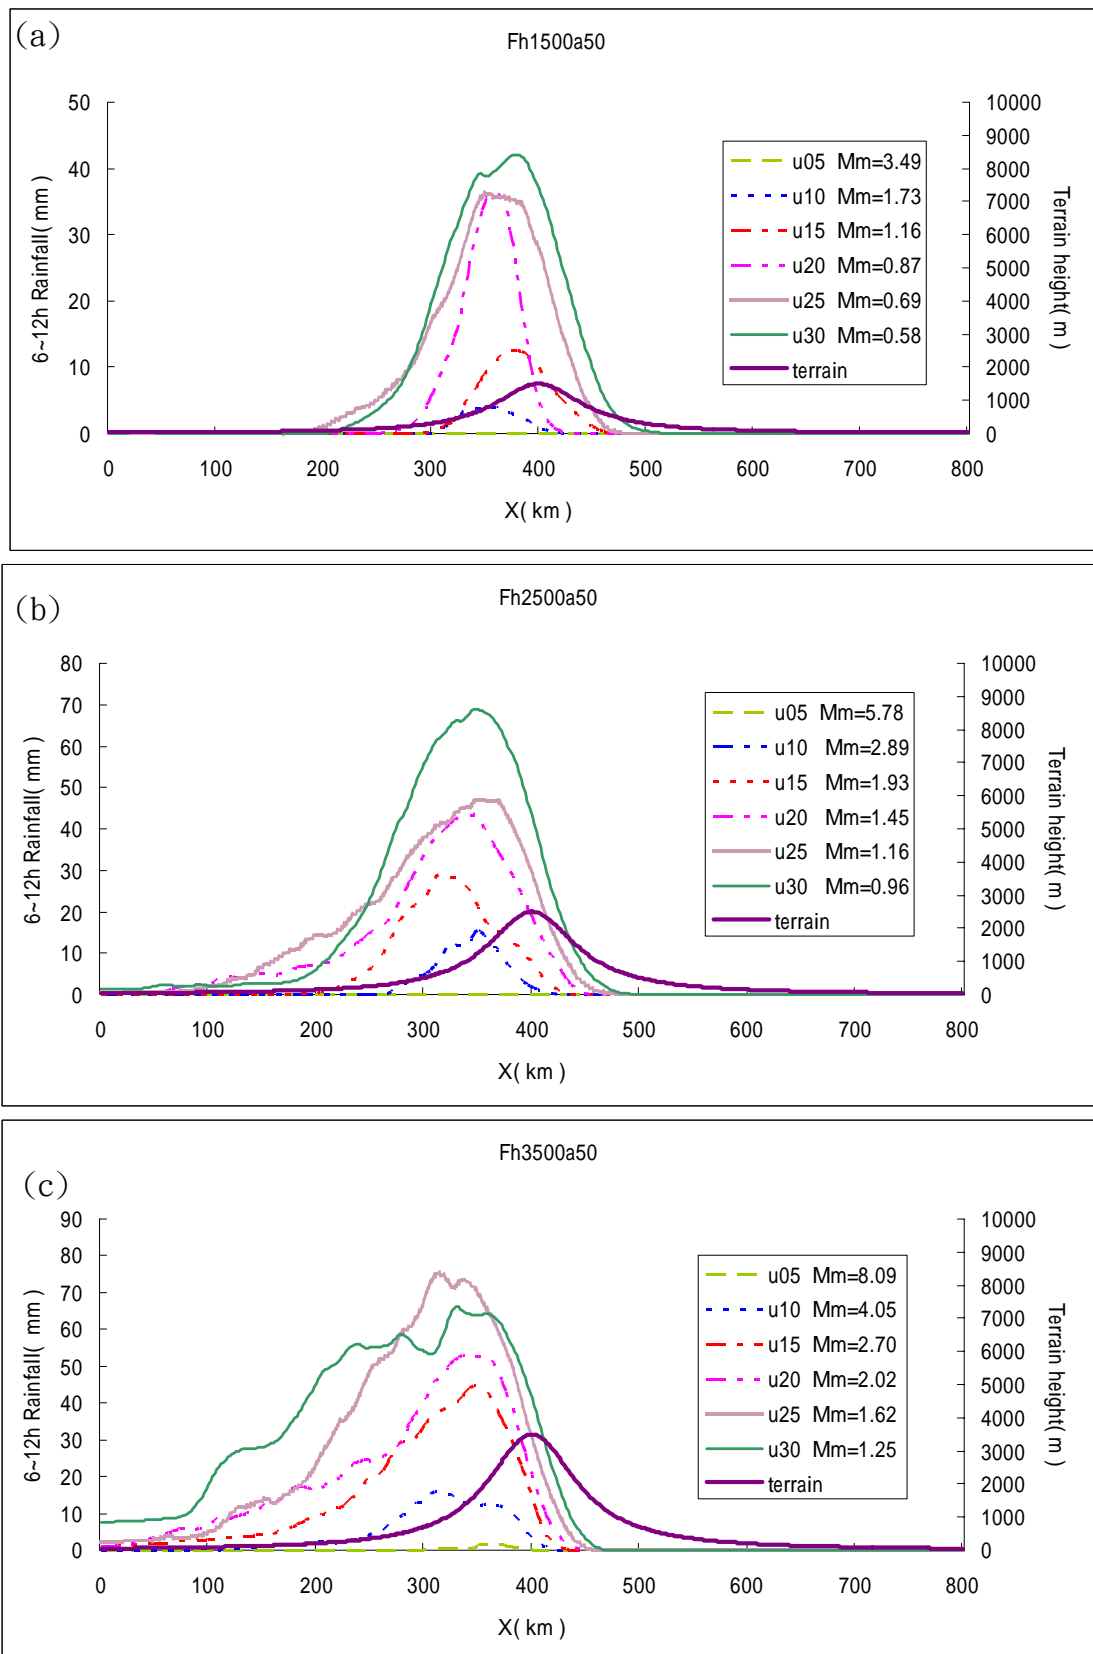 (a)
Fh1500a50
50
40
30
20
10
0
6~12h Rainfall( mm )
10000
9000
8000
7000
6000
5000
4000
3000
2000
1000
0
Terrain height( m )
u05 Mm=3.49
u10 Mm=1.73
u15 Mm=1.16
u20 Mm=0.87
u25 Mm=0.69
u30 Mm=0.58
terrain
0 100 200 300 400 500 600 700 800
X( km )
(b)
Fh2500a50
80
70
60
50
40
30
20
10
0
6~12h Rainfall( mm )
10000
9000
8000
7000
6000
5000
4000
3000
2000
1000
0
Terrain height( m )
u05 Mm=5.78
u10 Mm=2.89
u15 Mm=1.93
u20 Mm=1.45
u25 Mm=1.16
u30 Mm=0.96
terrain
0 100 200 300 400 500 600 700 800
X( km )
(c)
Fh3500a50
90
80
70
60
50
40
30
20
10
0
6~12h Rainfall( mm )
10000
9000
8000
7000
6000
5000
4000
3000
2000
1000
0
Terrain height( m )
u05 Mm=8.09
u10 Mm=4.05
u15 Mm=2.70
u20 Mm=2.02
u25 Mm=1.62
u30 Mm=1.25
terrain
0 100 200 300 400 500 600 700 800
X( km )